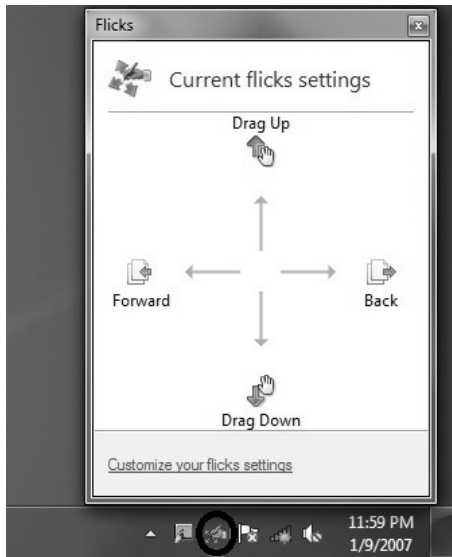 Flicks
Current flicks settings
Drag Up
Forward
Back
Drag Down
Customize your flicks settings
11:59 PM
1/9/2007